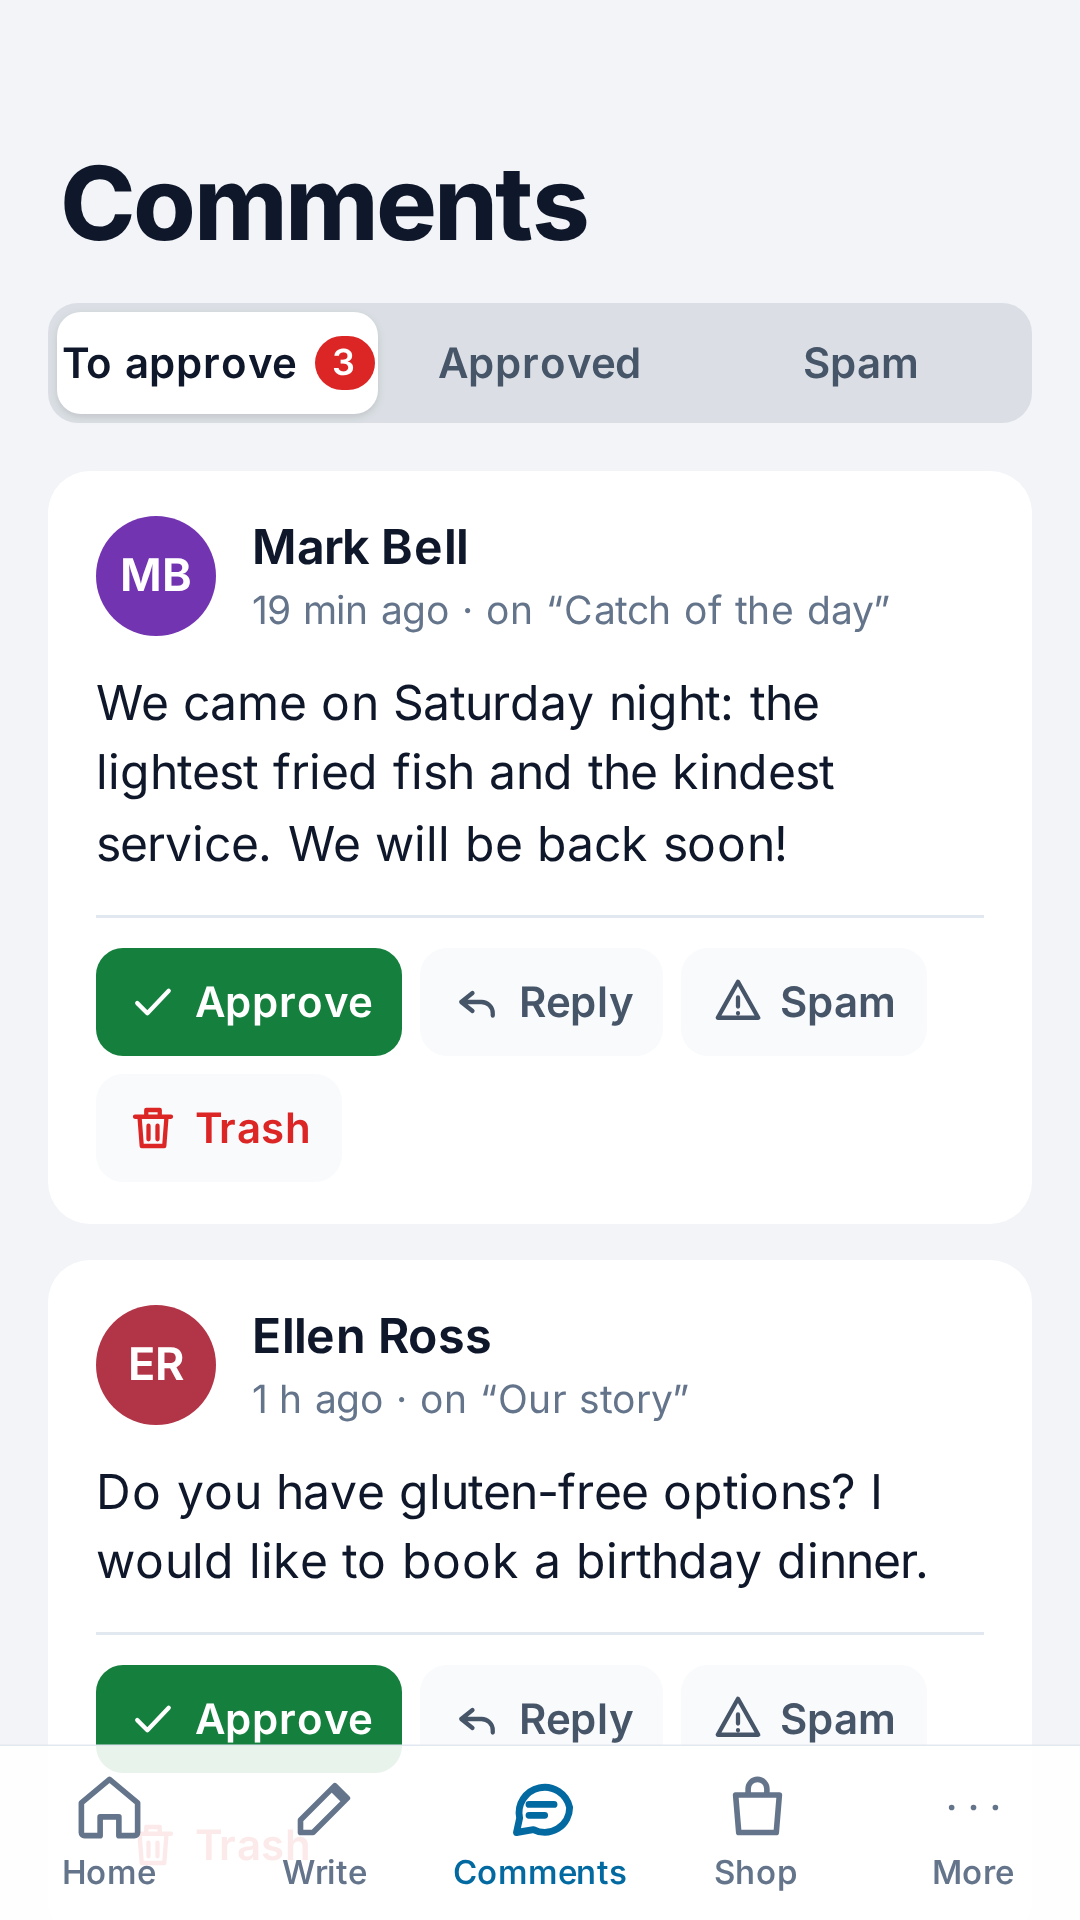 Comments
To approve 3
Approved
Spam
MB
Mark Bell
19 min ago · on “Catch of the day”
We came on Saturday night: the
lightest fried fish and the kindest
service. We will be back soon!
Approve
Reply
Spam
Trash
ER
Ellen Ross
1 h ago · on “Our story”
Do you have gluten-free options? I
would like to book a birthday dinner.
Approve
Reply
Spam
Trash
Home
Write
Comments
Shop
More